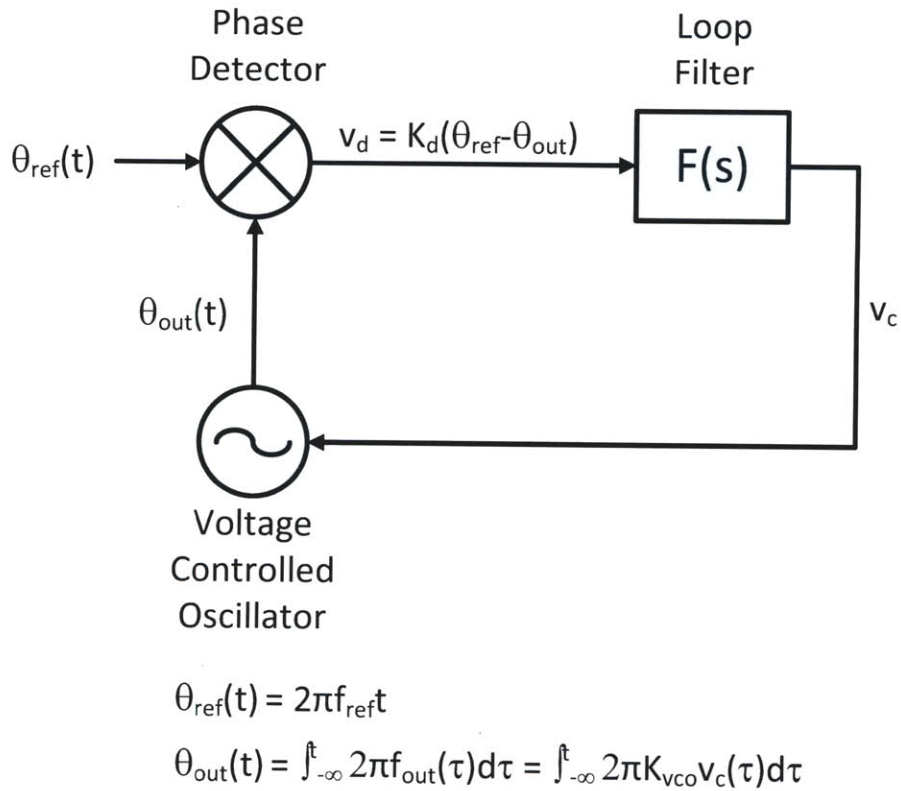 Phase
Detector
Loop
Filter
θref(t)
vd = Kd(θref-θout)
F(s)
θout(t)
vc
Voltage
Controlled
Oscillator
θref(t) = 2πfreft
θout(t) = ∫t-∞ 2πfout(τ)dτ = ∫t-∞ 2πKvcovc(τ)dτ